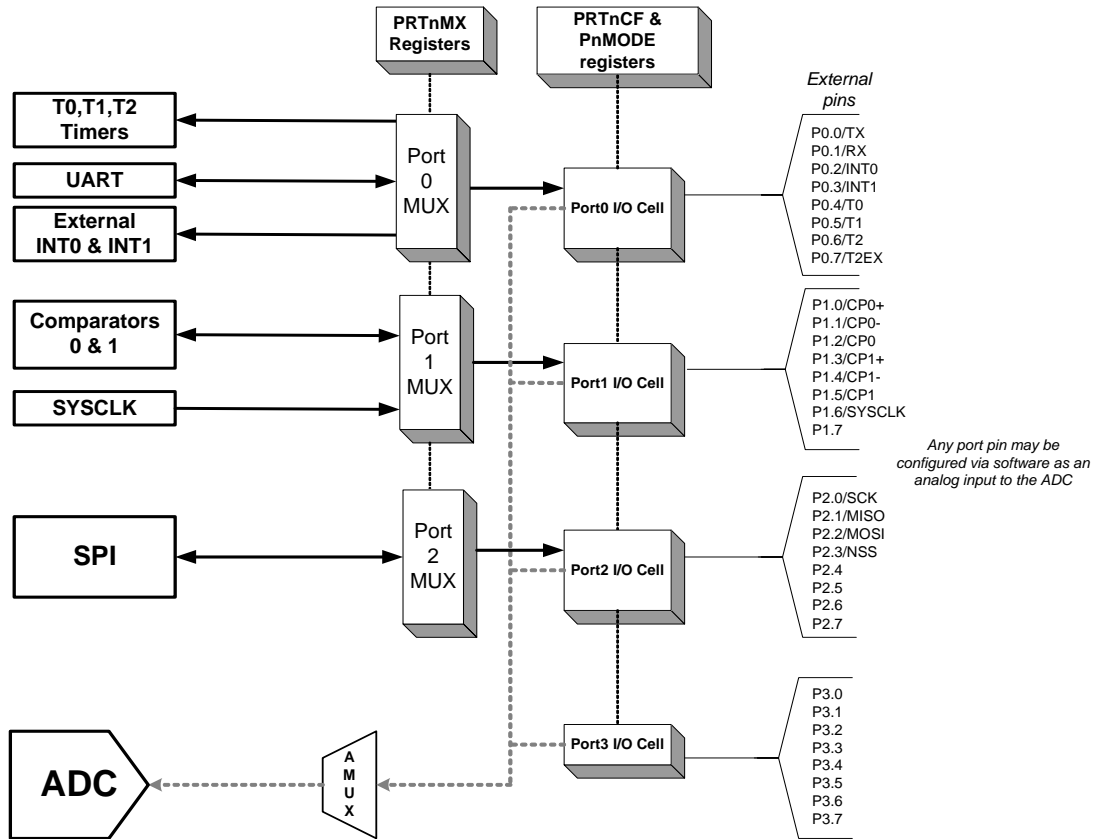 PRTnMX
Registers
PRTnCF &
PnMODE
registers
External
pins
T0,T1,T2
Timers
UART
External
INT0 & INT1
Port
0
MUX
Port0 I/O Cell
P0.0/TX
P0.1/RX
P0.2/INT0
P0.3/INT1
P0.4/T0
P0.5/T1
P0.6/T2
P0.7/T2EX
Comparators
0 & 1
SYSCLK
Port
1
MUX
Port1 I/O Cell
P1.0/CP0+
P1.1/CP0-
P1.2/CP0
P1.3/CP1+
P1.4/CP1-
P1.5/CP1
P1.6/SYSCLK
P1.7
Any port pin may be
configured via software as an
analog input to the ADC
SPI
Port
2
MUX
Port2 I/O Cell
P2.0/SCK
P2.1/MISO
P2.2/MOSI
P2.3/NSS
P2.4
P2.5
P2.6
P2.7
ADC
A
M
U
X
Port3 I/O Cell
P3.0
P3.1
P3.2
P3.3
P3.4
P3.5
P3.6
P3.7